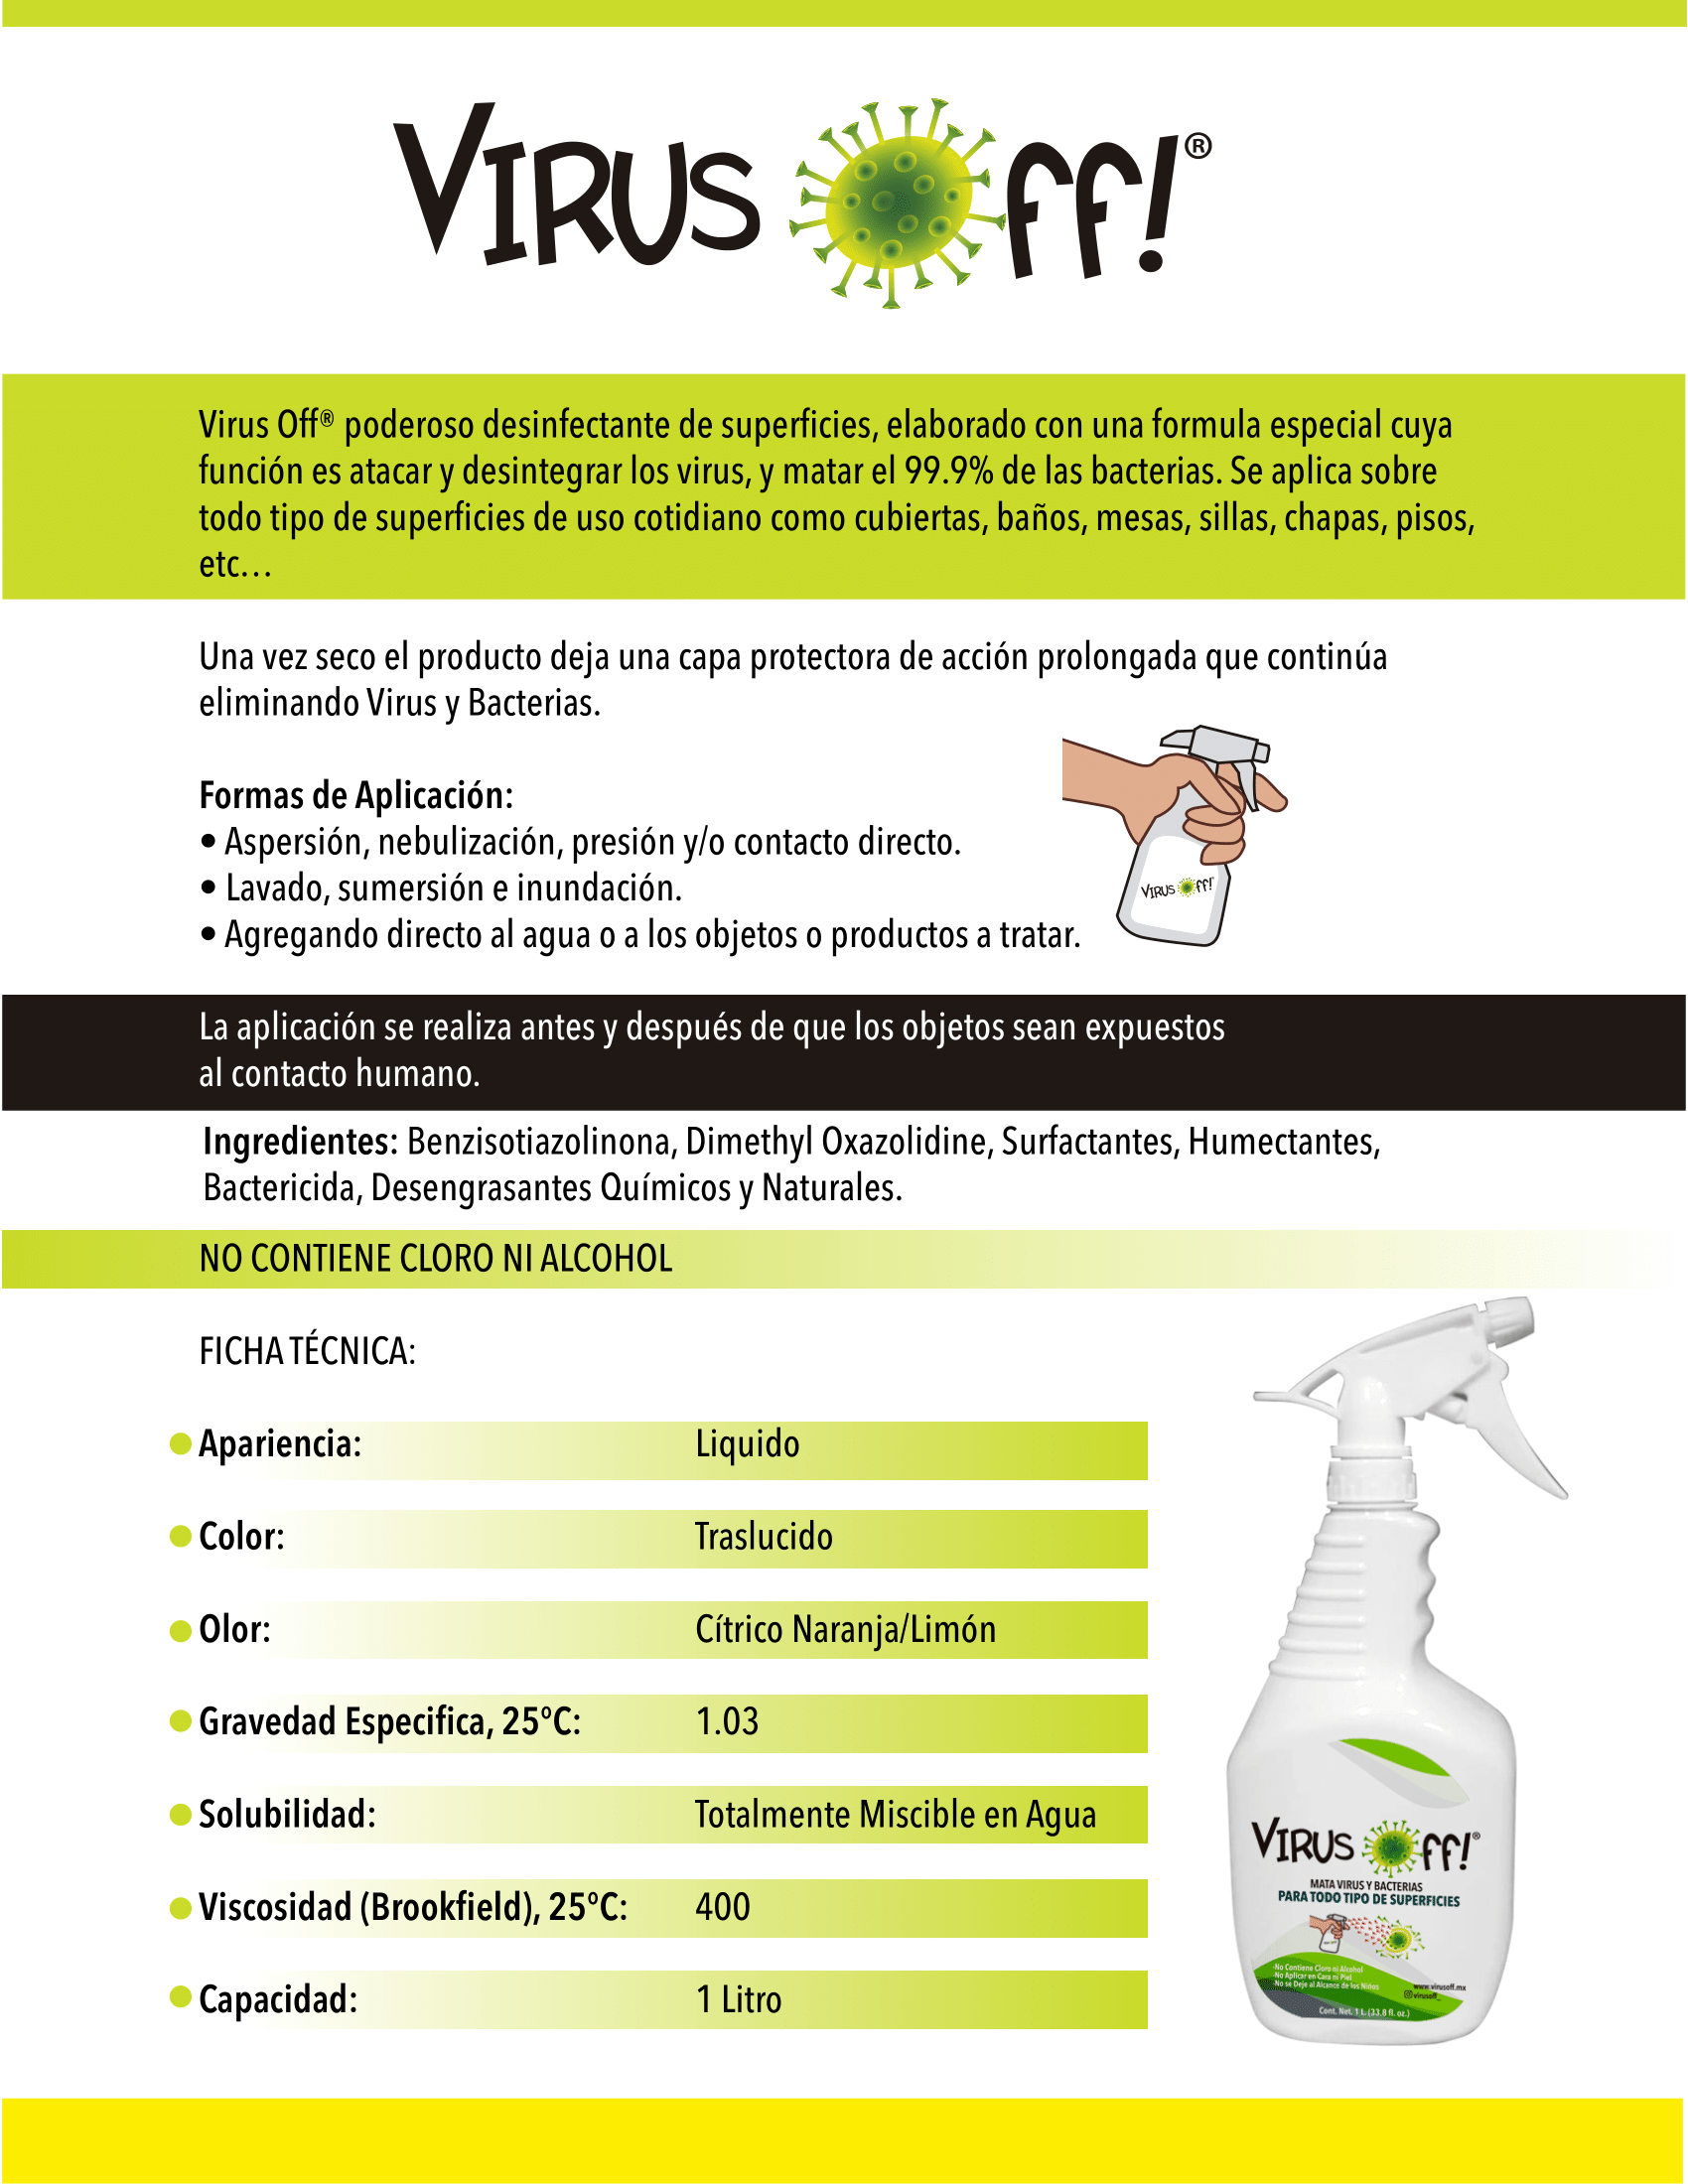 VIRUS OFF!®
Virus Off® poderoso desinfectante de superficies, elaborado con una formula especial cuya
función es atacar y desintegrar los virus, y matar el 99.9% de las bacterias. Se aplica sobre
todo tipo de superficies de uso cotidiano como cubiertas, baños, mesas, sillas, chapas, pisos,
etc…
Una vez seco el producto deja una capa protectora de acción prolongada que continúa
eliminando Virus y Bacterias.
Formas de Aplicación:
• Aspersión, nebulización, presión y/o contacto directo.
• Lavado, sumersión e inundación.
• Agregando directo al agua o a los objetos o productos a tratar.
VIRUS OFF!
La aplicación se realiza antes y después de que los objetos sean expuestos
al contacto humano.
Ingredientes: Benzisotiazolinona, Dimethyl Oxazolidine, Surfactantes, Humectantes,
Bactericida, Desengrasantes Químicos y Naturales.
NO CONTIENE CLORO NI ALCOHOL
FICHA TÉCNICA:
Apariencia: Liquido
Color: Traslucido
Olor: Cítrico Naranja/Limón
Gravedad Especifica, 25°C: 1.03
Solubilidad: Totalmente Miscible en Agua
Viscosidad (Brookfield), 25°C: 400
Capacidad: 1 Litro
VIRUS OFF!®
MATA VIRUS Y BACTERIAS
PARA TODO TIPO DE SUPERFICIES
-No Contiene Cloro ni Alcohol
-No Aplicar en Cara ni Piel
-No se Deje al Alcance de los Niños
www.virusoff.mx
virusoff_
Cont. Net. 1 L (33.8 fl. oz.)